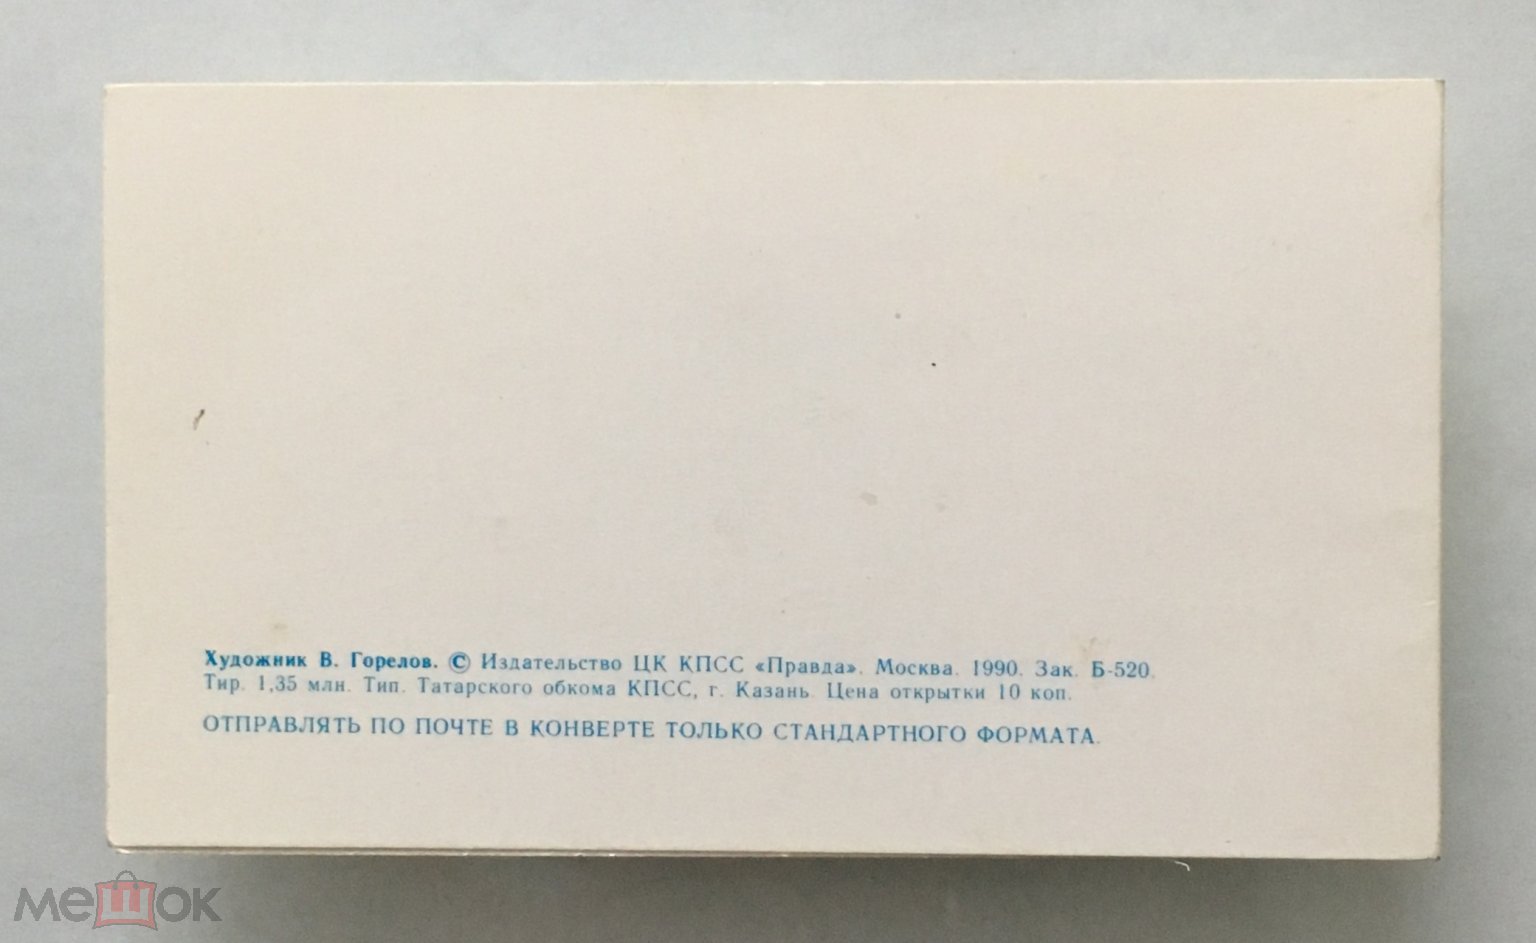 Художник В. Горелов. © Издательство ЦК КПСС «Правда». Москва. 1990. Зак. Б-520.
Тир. 1,35 млн. Тип. Татарского обкома КПСС, г. Казань. Цена открытки 10 коп.
ОТПРАВЛЯТЬ ПО ПОЧТЕ В КОНВЕРТЕ ТОЛЬКО СТАНДАРТНОГО ФОРМАТА.
мешок